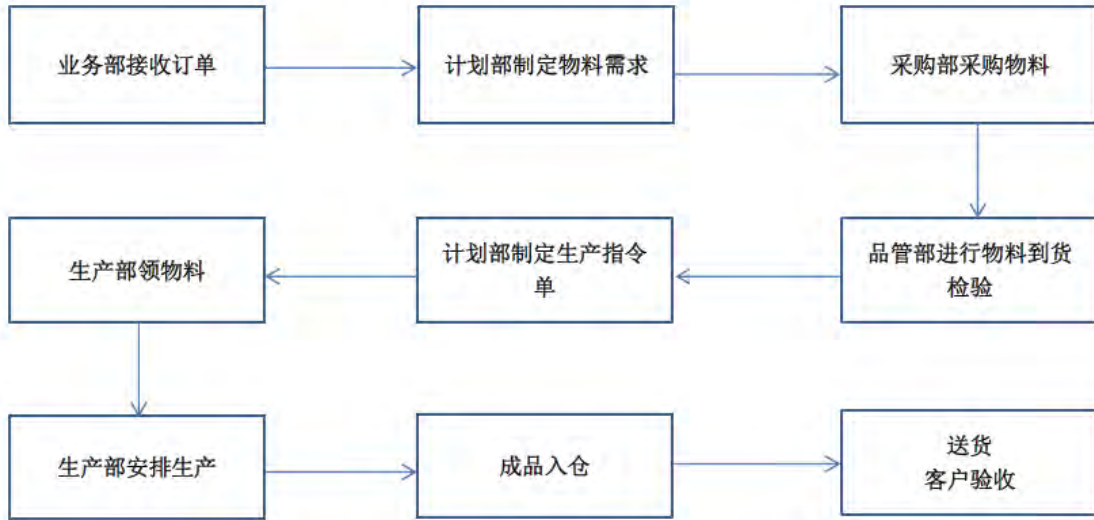 业务部接收订单
计划部制定物料需求
采购部采购物料
生产部领物料
计划部制定生产指令
单
品管部进行物料到货
检验
生产部安排生产
成品入仓
送货
客户验收